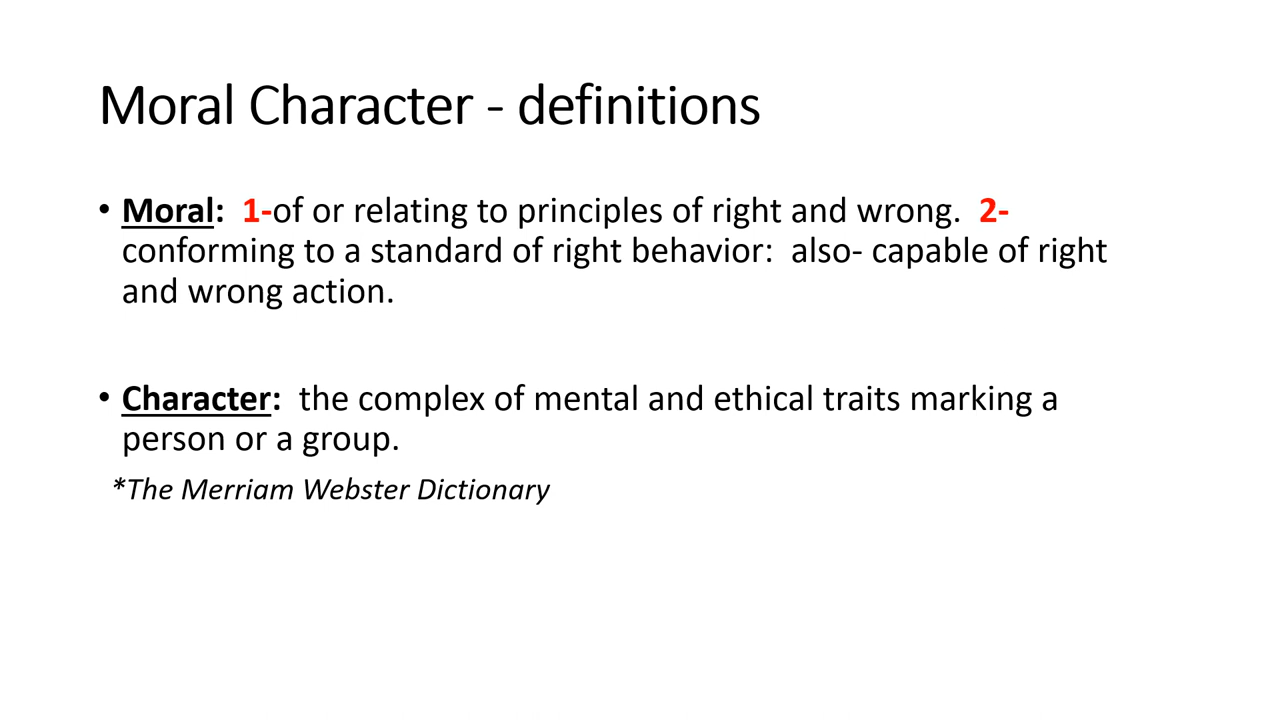 Moral Character - definitions
• Moral:  1-of or relating to principles of right and wrong.  2-
conforming to a standard of right behavior:  also- capable of right
and wrong action.
• Character:  the complex of mental and ethical traits marking a
person or a group.
*The Merriam Webster Dictionary